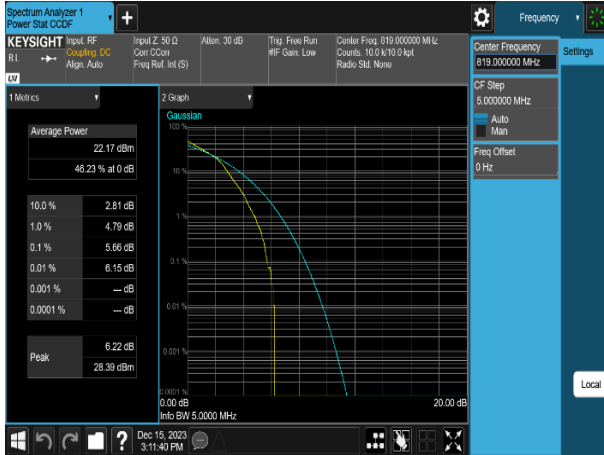 Spectrum Analyzer 1
Power Stat CCDF
Frequency
KEYSIGHT
Input: RF
Coupling: DC
Align: Auto
Input Z: 50 Ω
Corr CCorr
Freq Ref: Int (S)
Atten: 30 dB
Trig: Free Run
#IF Gain: Low
Center Freq: 819.000000 MHz
Counts: 10.0 k/10.0 kpt
Radio Std: None
LXI
1 Metrics
Average Power
22.17 dBm
46.23 % at 0 dB
10.0 % 2.81 dB
1.0 % 4.79 dB
0.1 % 5.66 dB
0.01 % 6.15 dB
0.001 % --- dB
0.0001 % --- dB
Peak
6.22 dB
28.39 dBm
2 Graph
Gaussian
100 %
10 %
1 %
0.1 %
0.01 %
0.001 %
0.0001 %
0.00 dB
20.00 dB
Info BW 5.0000 MHz
Center Frequency
819.000000 MHz
Settings
CF Step
5.000000 MHz
Auto
Man
Freq Offset
0 Hz
Local
?
Dec 15, 2023
3:11:40 PM